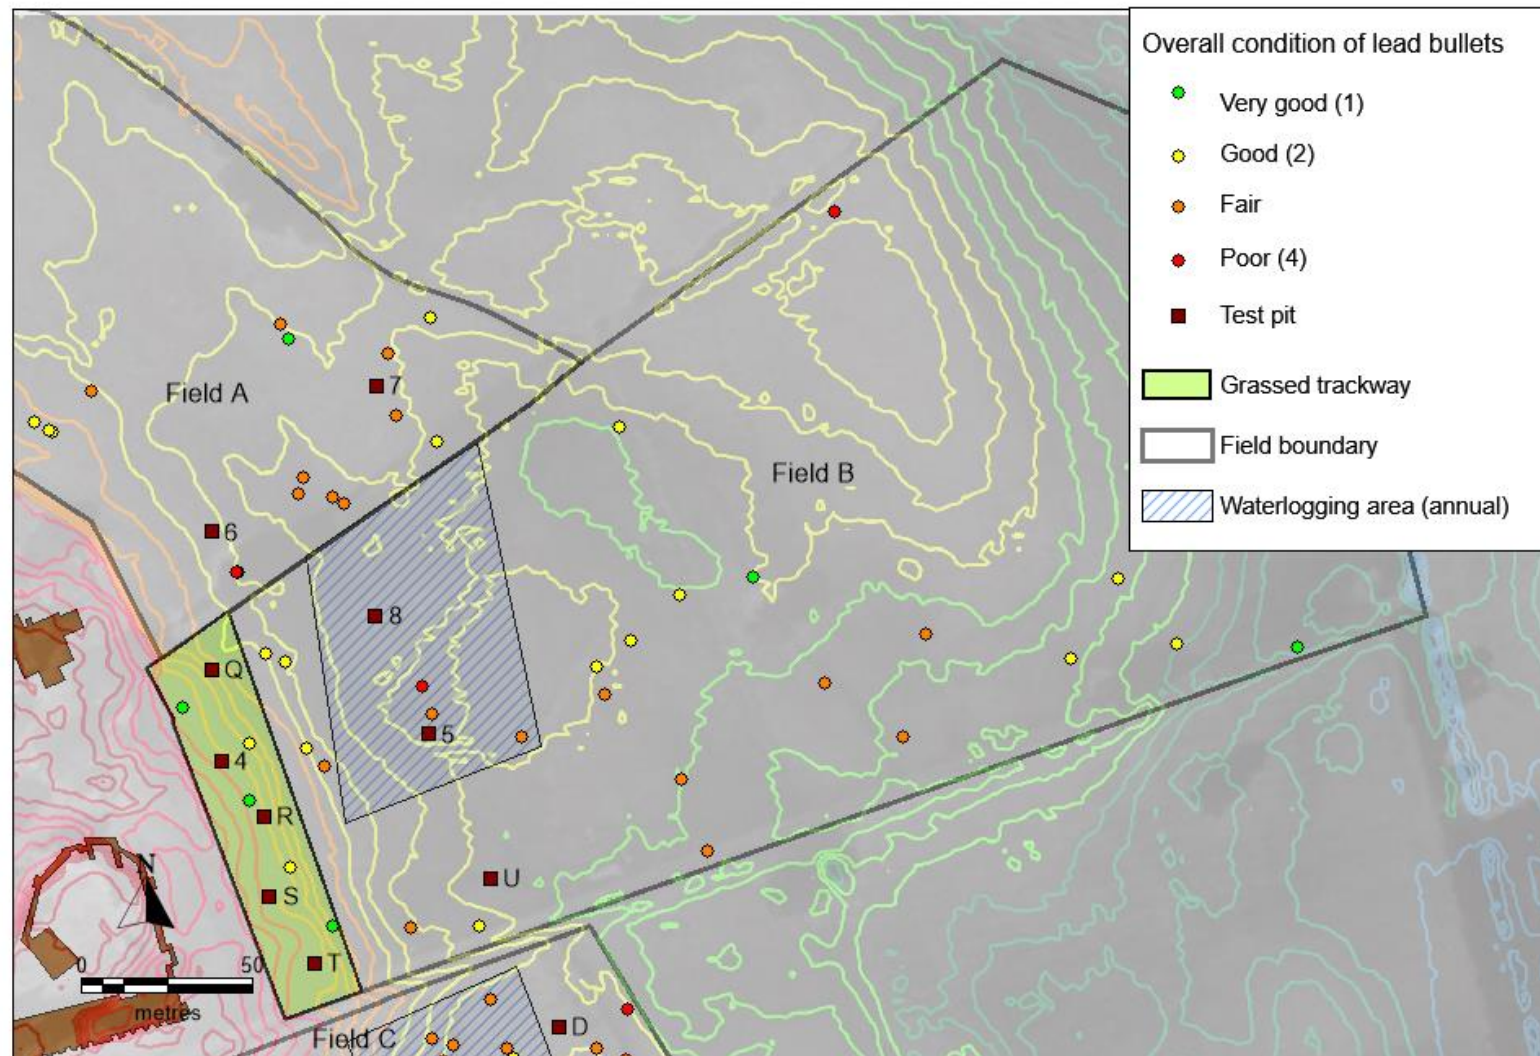 Overall condition of lead bullets
Very good (1)
Good (2)
Fair
Poor (4)
Test pit
Grassed trackway
Field boundary
Waterlogging area (annual)
Field A
7
Field B
6
8
Q
5
4
R
U
S
N
T
0 50
metres
D
Field C